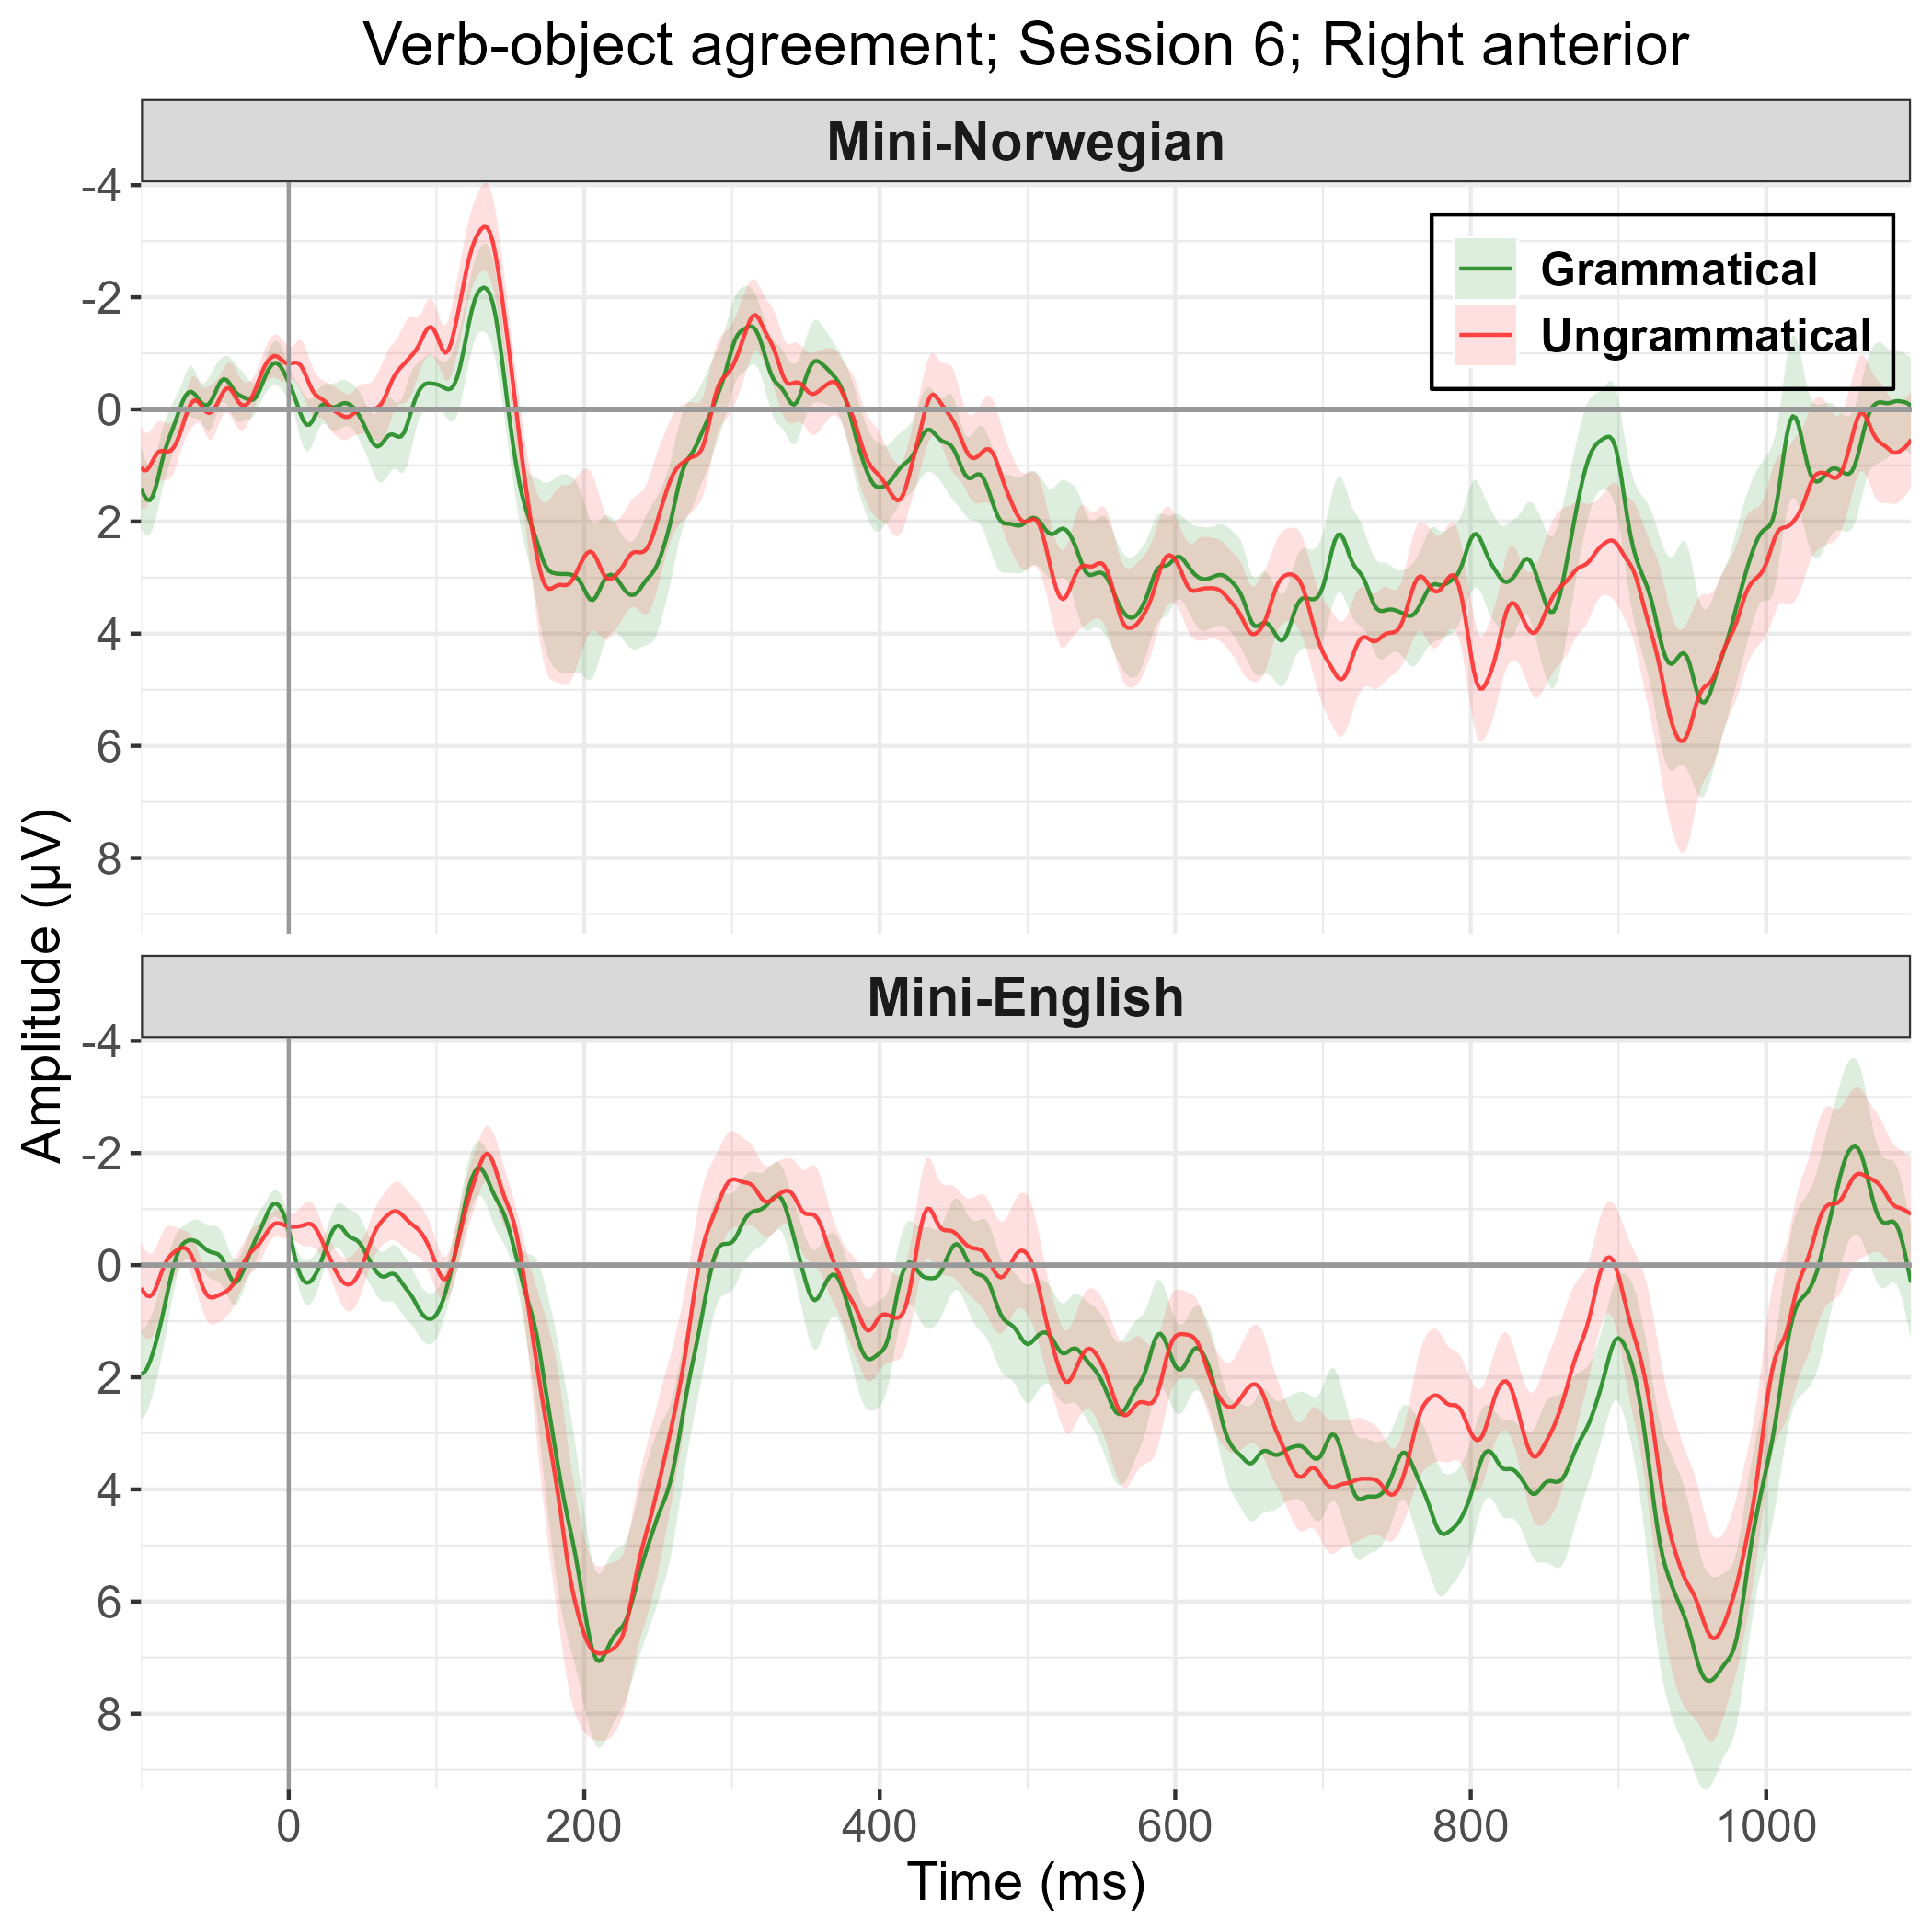 Verb-object agreement; Session 6; Right anterior
Mini-Norwegian
-4
-2
0
2
4
6
8
Grammatical
Ungrammatical
Amplitude (µV)
Mini-English
-4
-2
0
2
4
6
8
0 200 400 600 800 1000
Time (ms)